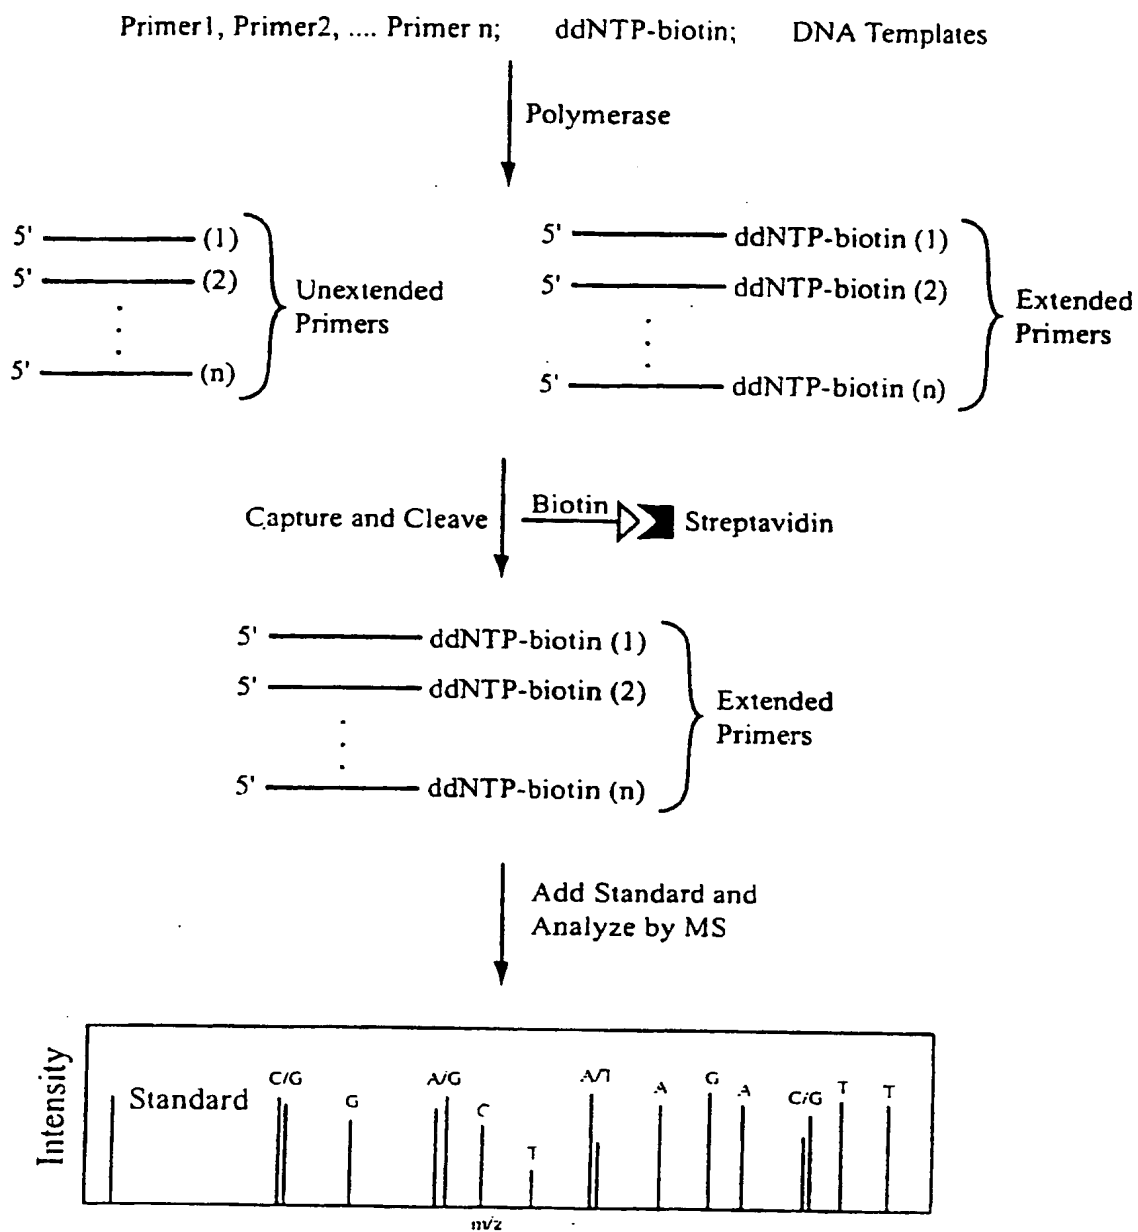 Primer1, Primer2, .... Primer n; ddNTP-biotin; DNA Templates
Polymerase
5' (1)
5' (2)
5' (n)
Unextended
Primers
5' ddNTP-biotin (1)
5' ddNTP-biotin (2)
5' ddNTP-biotin (n)
Extended
Primers
Capture and Cleave
Biotin
Streptavidin
5' ddNTP-biotin (1)
5' ddNTP-biotin (2)
5' ddNTP-biotin (n)
Extended
Primers
Add Standard and
Analyze by MS
Intensity
Standard
C/G
G
A/G
C
T
A/T
A
G
A
C/G
T
T
m/z